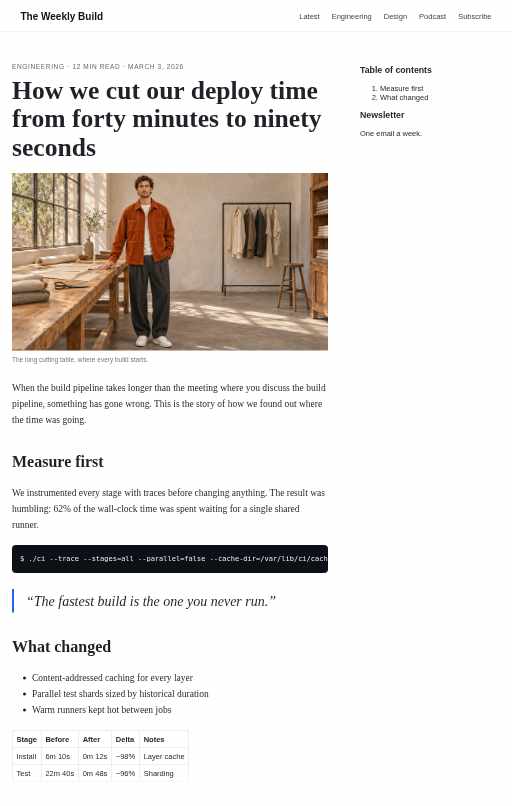 The Weekly Build
Latest Engineering Design Podcast Subscribe
ENGINEERING · 12 MIN READ · MARCH 3, 2026
How we cut our deploy time
from forty minutes to ninety
seconds
The long cutting table, where every build starts.
When the build pipeline takes longer than the meeting where you discuss the build
pipeline, something has gone wrong. This is the story of how we found out where
the time was going.
Measure first
We instrumented every stage with traces before changing anything. The result was
humbling: 62% of the wall-clock time was spent waiting for a single shared
runner.
$ ./ci --trace --stages=all --parallel=false --cache-dir=/var/lib/ci/cach
“The fastest build is the one you never run.”
What changed
• Content-addressed caching for every layer
• Parallel test shards sized by historical duration
• Warm runners kept hot between jobs
Stage Before After Delta Notes
Install 6m 10s 0m 12s −98% Layer cache
Test 22m 40s 0m 48s −96% Sharding
Table of contents
1. Measure first
2. What changed
Newsletter
One email a week.